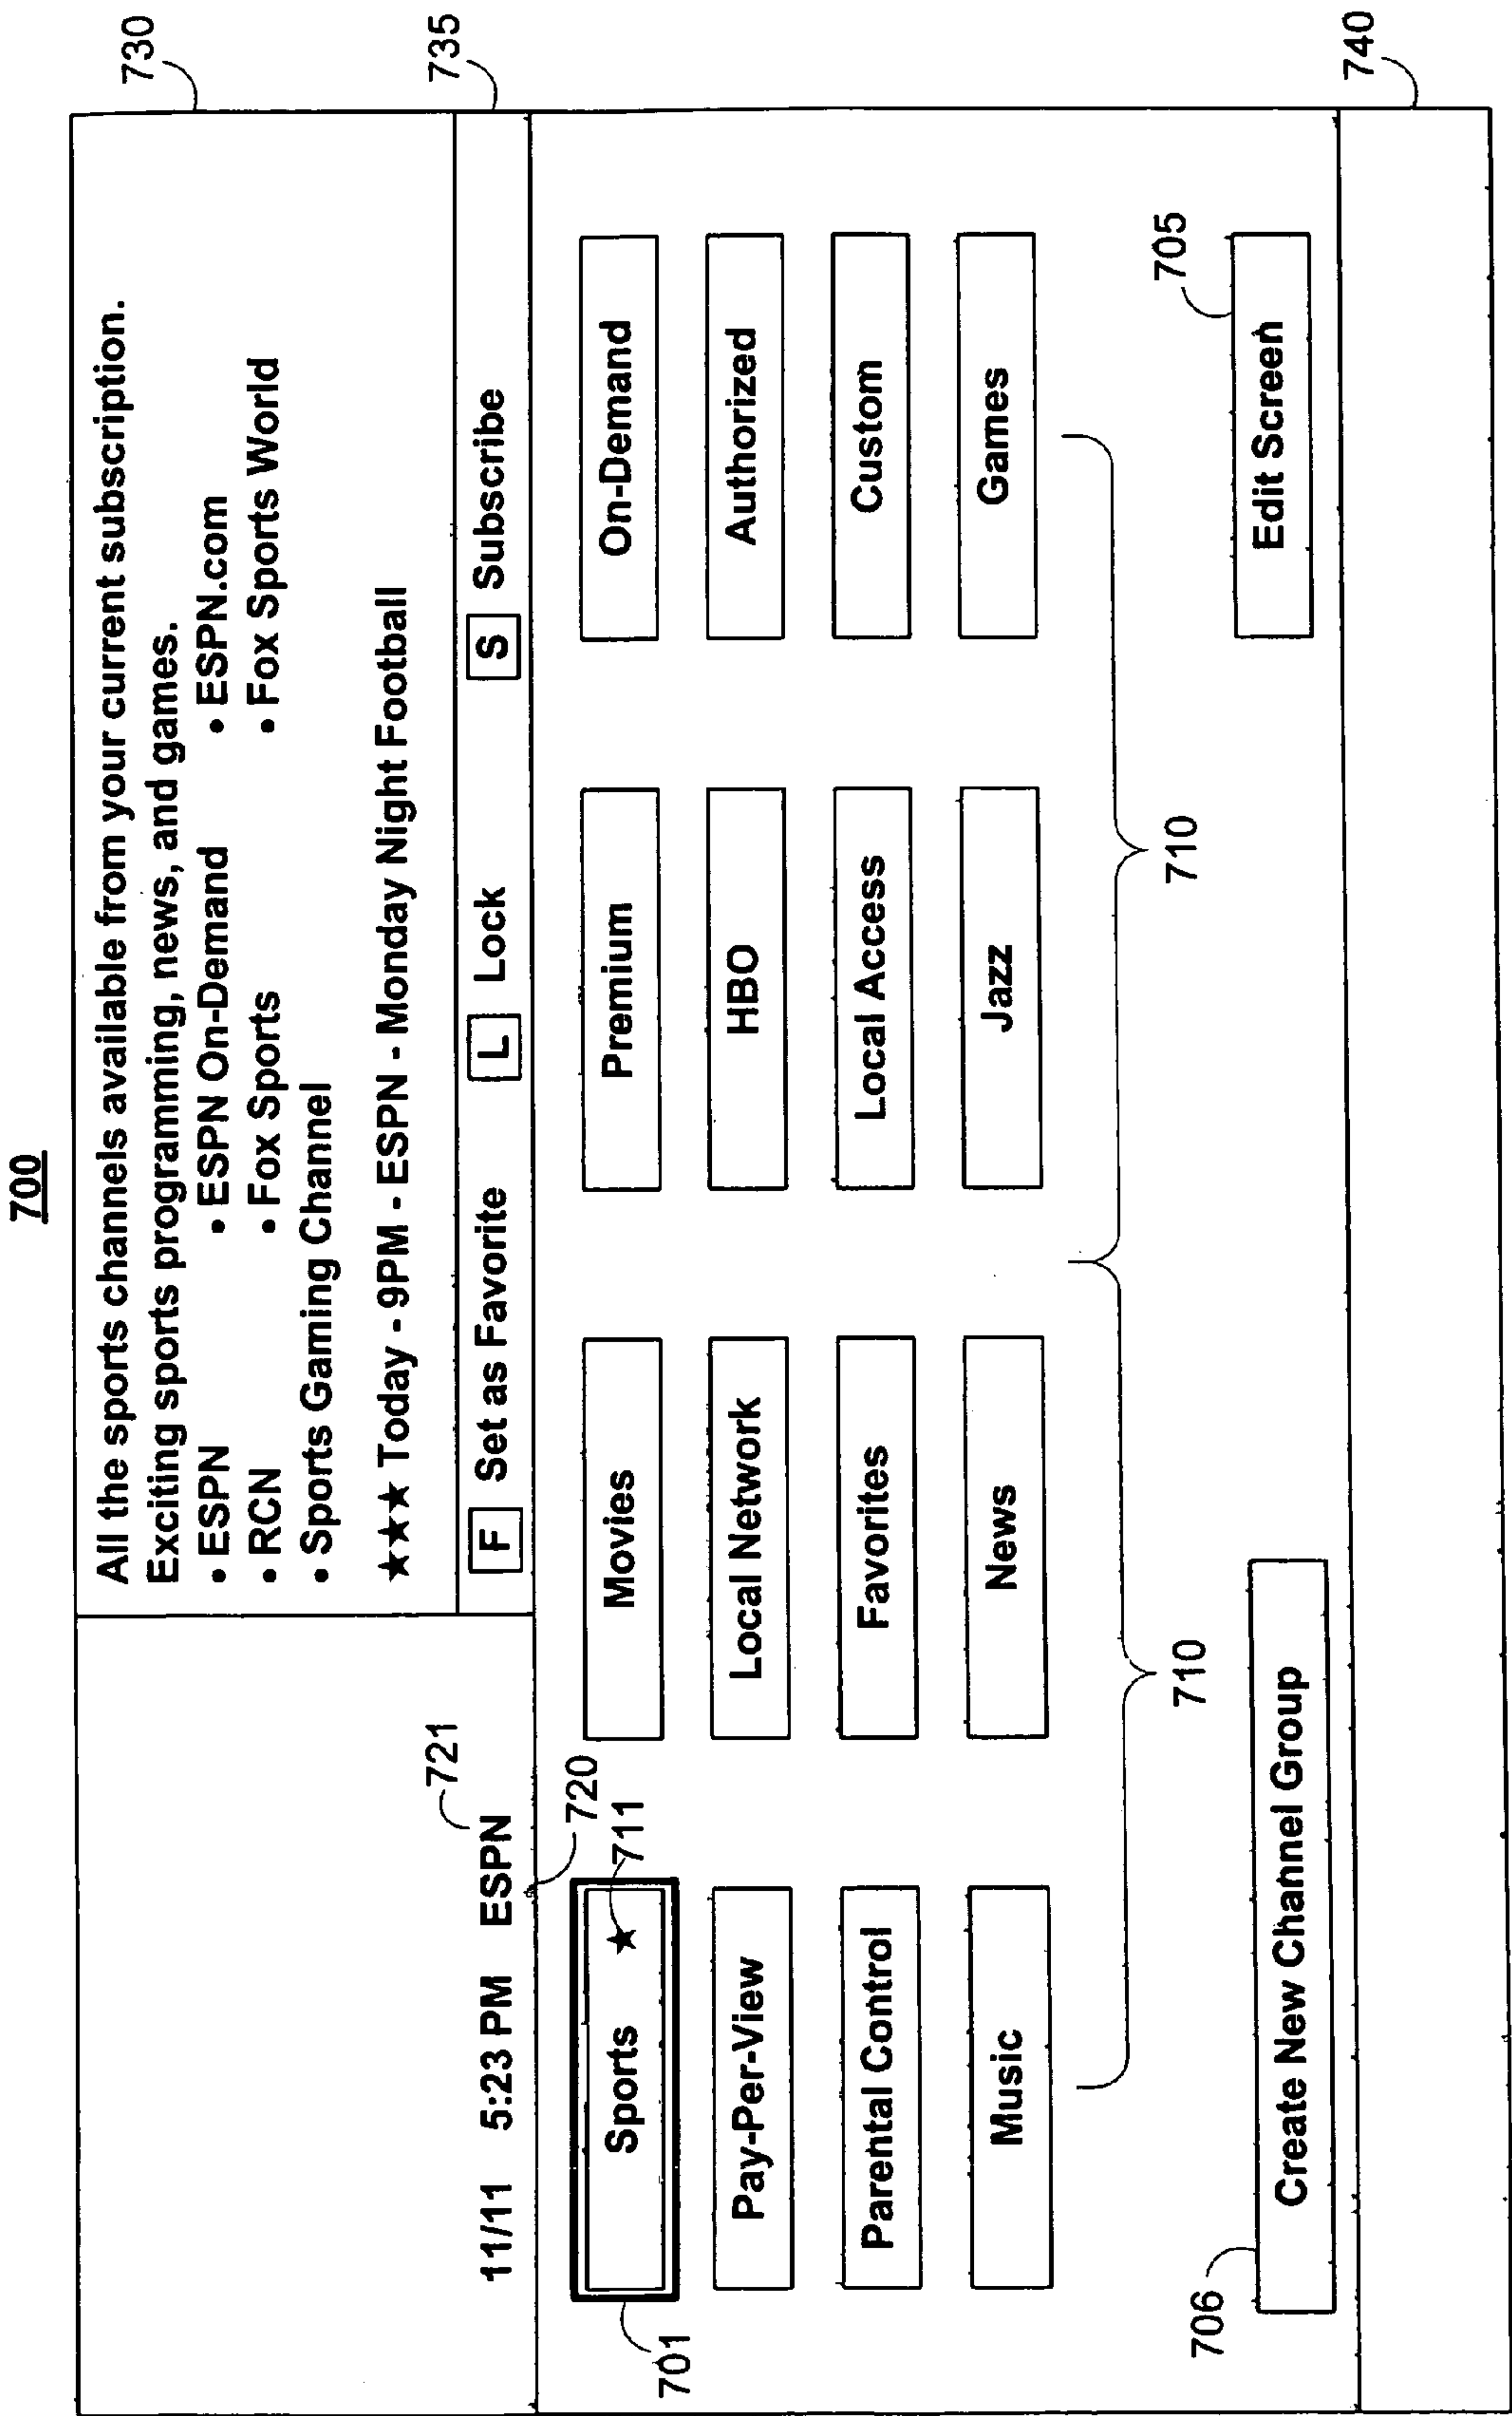 700
730
All the sports channels available from your current subscription.
Exciting sports programming, news, and games.
• ESPN • ESPN On-Demand • ESPN.com
• RCN • Fox Sports • Fox Sports World
• Sports Gaming Channel
★★★ Today - 9PM - ESPN - Monday Night Football
735
F Set as Favorite L Lock S Subscribe
721
11/11 5:23 PM ESPN
720
711
701
Sports ★ Movies Premium On-Demand
Pay-Per-View Local Network HBO Authorized
Parental Control Favorites Local Access Custom
Music News Jazz Games
710 710
706
705
Create New Channel Group Edit Screen
740